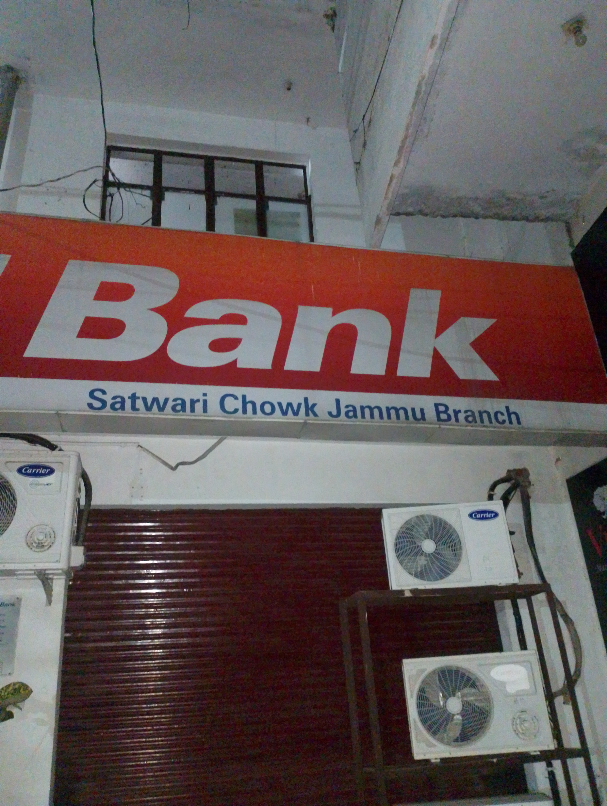 Bank
Satwari Chowk Jammu Branch
Carrier
Carrier